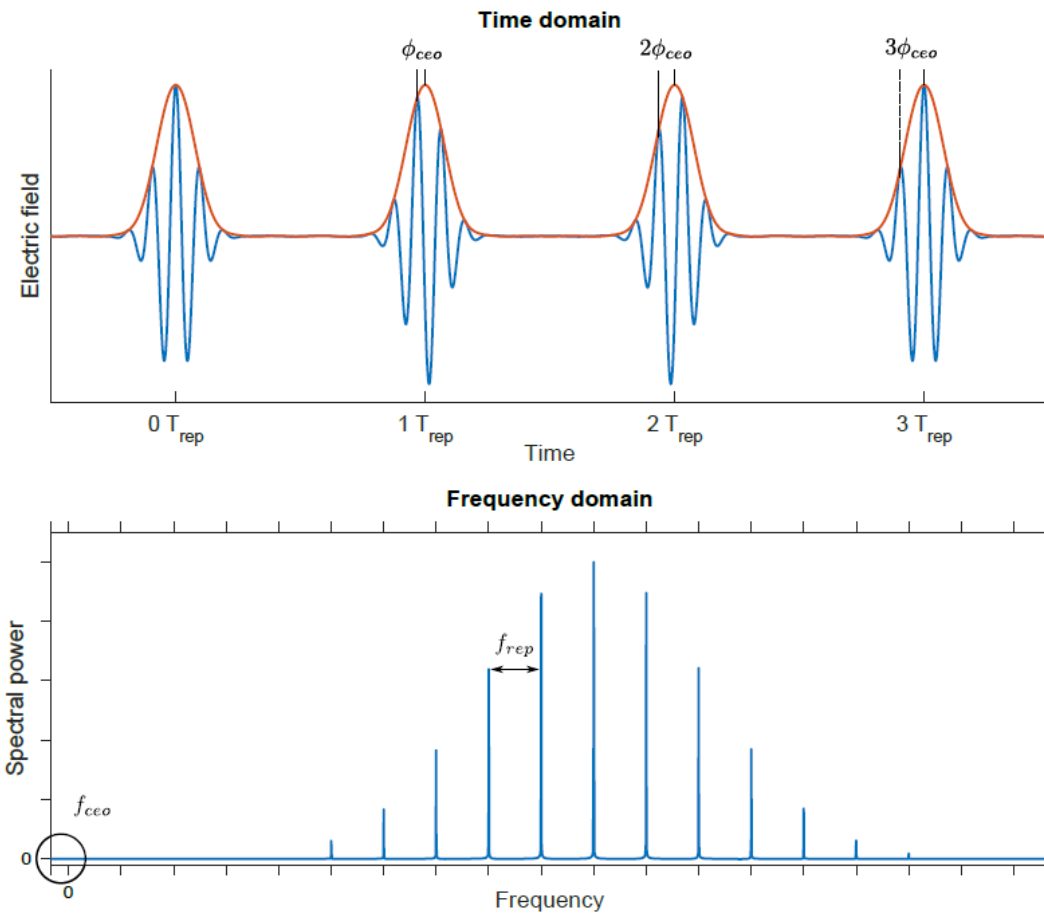 Time domain
ϕ_ceo 2ϕ_ceo 3ϕ_ceo
Electric field
0 T_rep 1 T_rep 2 T_rep 3 T_rep
Time
Frequency domain
f_rep
Spectral power
f_ceo
0
0
Frequency